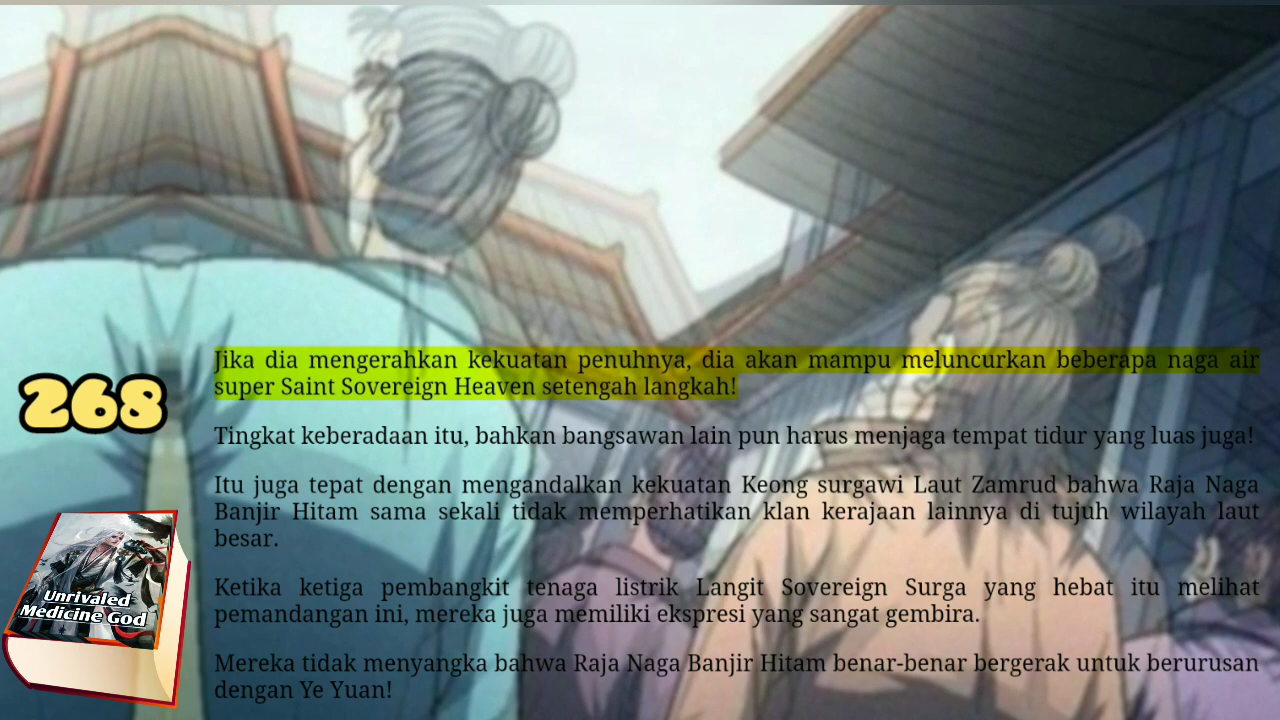 Jika dia mengerahkan kekuatan penuhnya, dia akan mampu meluncurkan beberapa naga air
super Saint Sovereign Heaven setengah langkah!
268
Tingkat keberadaan itu, bahkan bangsawan lain pun harus menjaga tempat tidur yang luas juga!
Itu juga tepat dengan mengandalkan kekuatan Keong surgawi Laut Zamrud bahwa Raja Naga
Banjir Hitam sama sekali tidak memperhatikan klan kerajaan lainnya di tujuh wilayah laut
besar.
Ketika ketiga pembangkit tenaga listrik Langit Sovereign Surga yang hebat itu melihat
pemandangan ini, mereka juga memiliki ekspresi yang sangat gembira.
Mereka tidak menyangka bahwa Raja Naga Banjir Hitam benar-benar bergerak untuk berurusan
dengan Ye Yuan!
Unrivaled
Medicine God